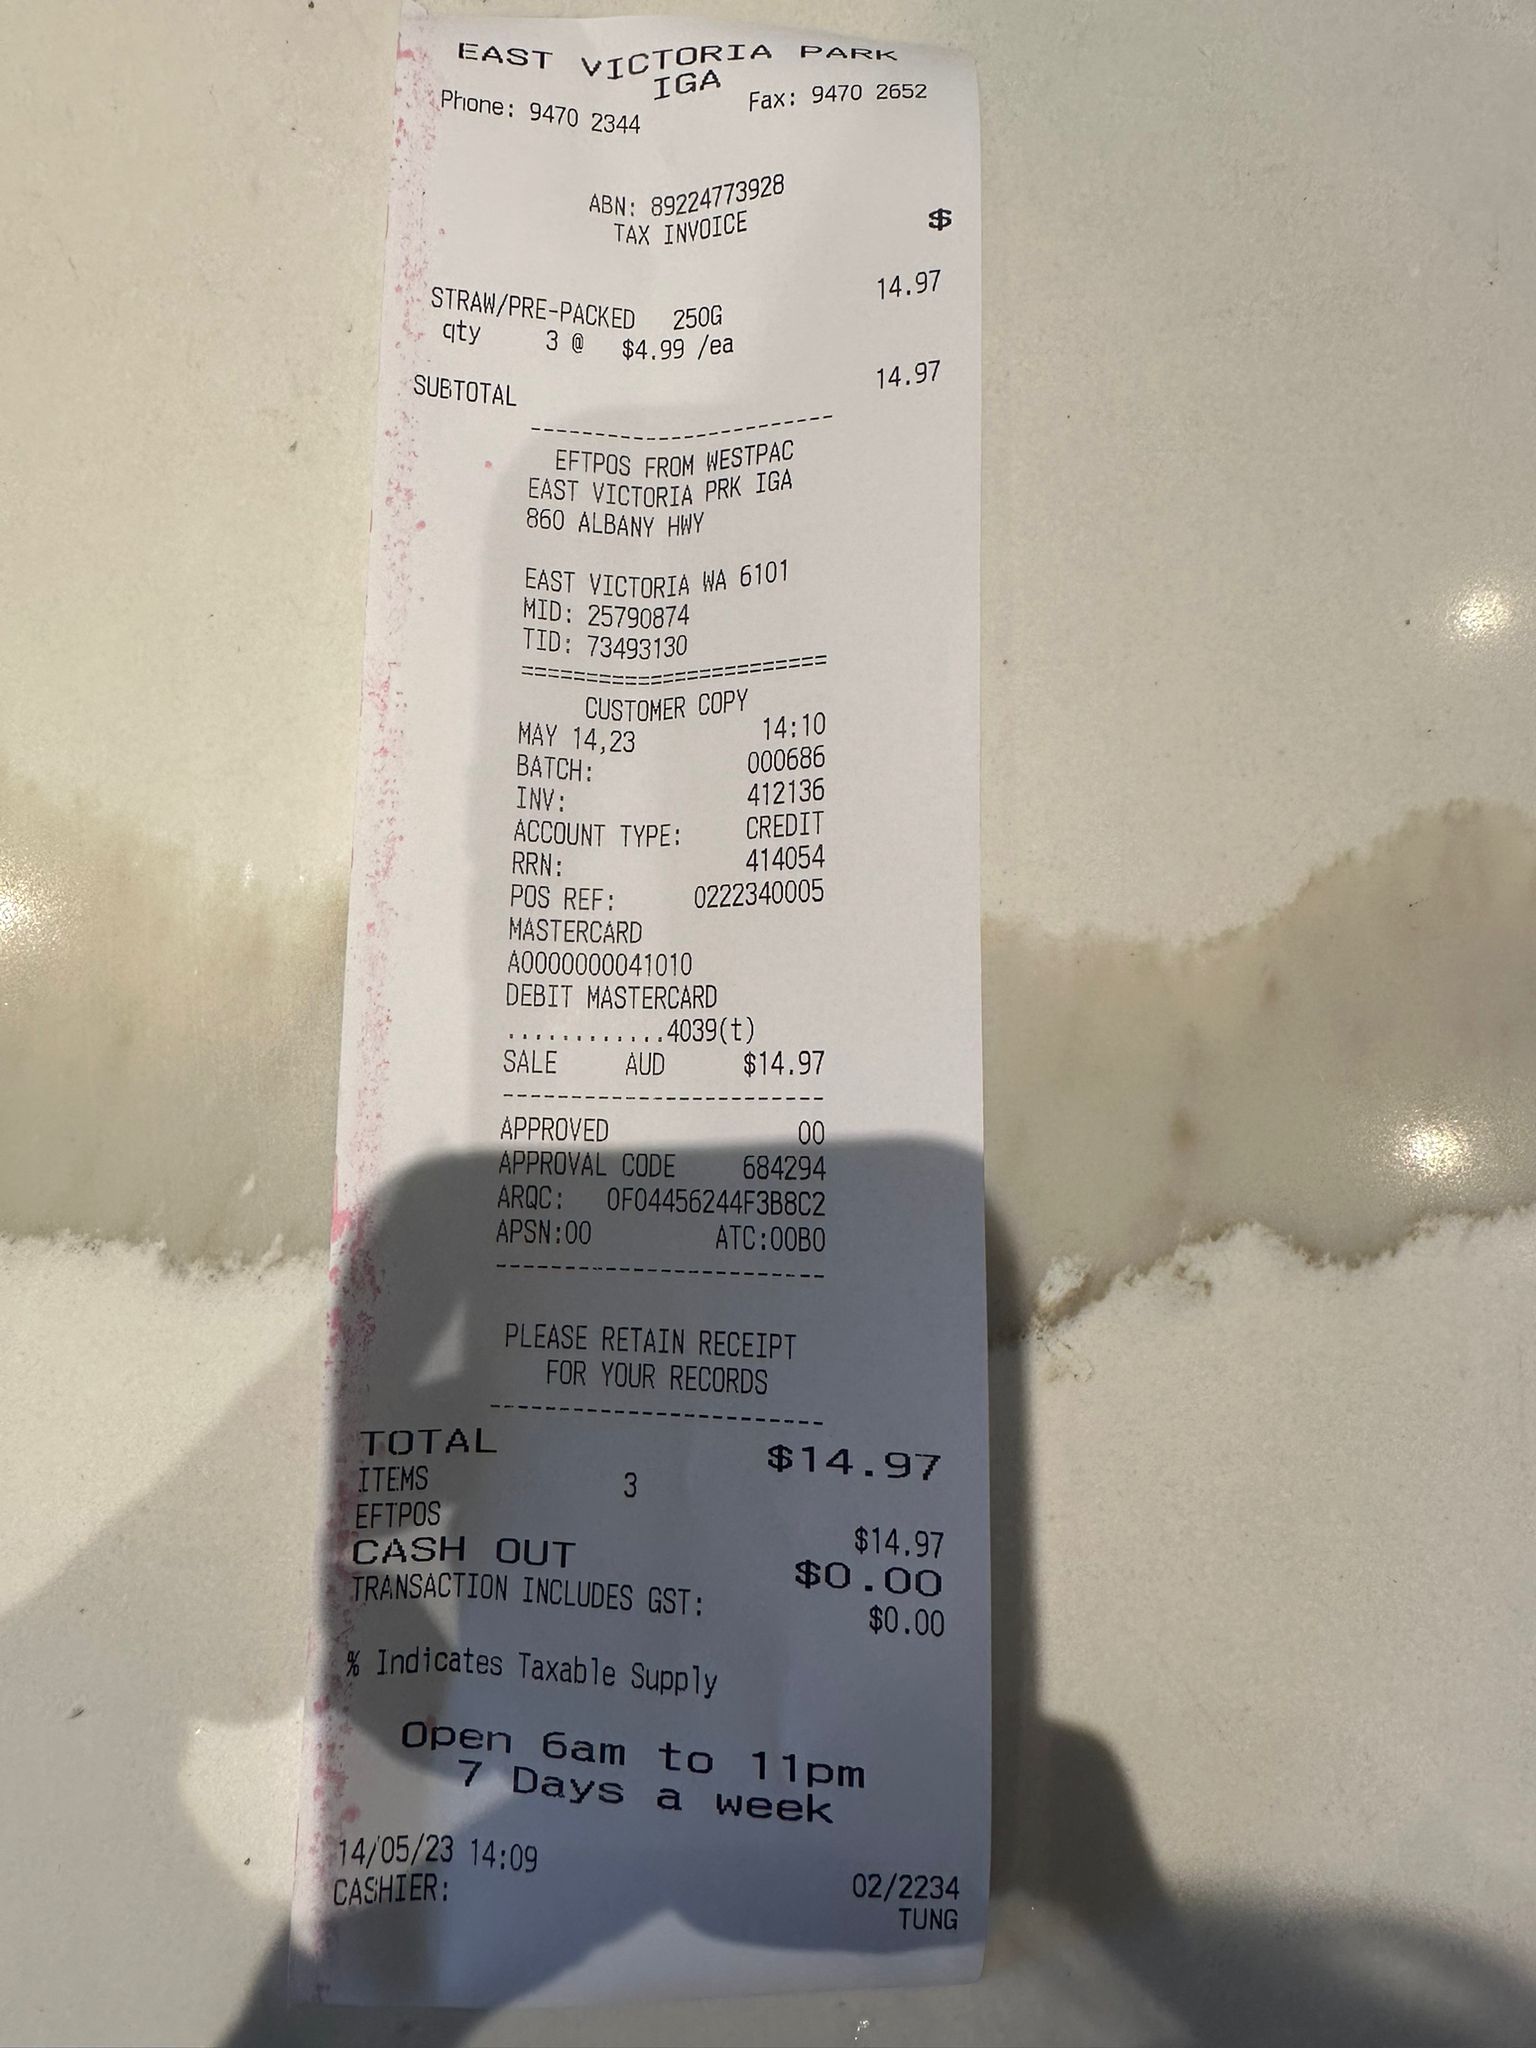 EAST VICTORIA PARK
IGA
Phone: 9470 2344 Fax: 9470 2652
ABN: 89224773928
TAX INVOICE
$
STRAW/PRE-PACKED 250G 14.97
qty 3 @ $4.99 /ea
SUBTOTAL 14.97
------------------------
EFTPOS FROM WESTPAC
EAST VICTORIA PRK IGA
860 ALBANY HWY
EAST VICTORIA WA 6101
MID: 25790874
TID: 73493130
========================
CUSTOMER COPY
MAY 14,23 14:10
BATCH: 000686
INV: 412136
ACCOUNT TYPE: CREDIT
RRN: 414054
POS REF: 0222340005
MASTERCARD
A0000000041010
DEBIT MASTERCARD
............4039(t)
SALE AUD $14.97
------------------------
APPROVED 00
APPROVAL CODE 684294
ARQC: 0F04456244F3B8C2
APSN:00 ATC:00B0
------------------------
PLEASE RETAIN RECEIPT
FOR YOUR RECORDS
------------------------
TOTAL $14.97
ITEMS 3
EFTPOS $14.97
CASH OUT $0.00
TRANSACTION INCLUDES GST: $0.00
% Indicates Taxable Supply
Open 6am to 11pm
7 Days a week
14/05/23 14:09 02/2234
CASHIER: TUNG